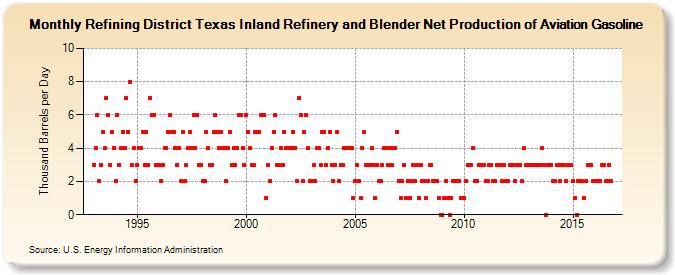 Monthly Refining District Texas Inland Refinery and Blender Net Production of Aviation Gasoline
Thousand Barrels per Day
10
8
6
4
2
0
1995 2000 2005 2010 2015
Source: U.S. Energy Information Administration